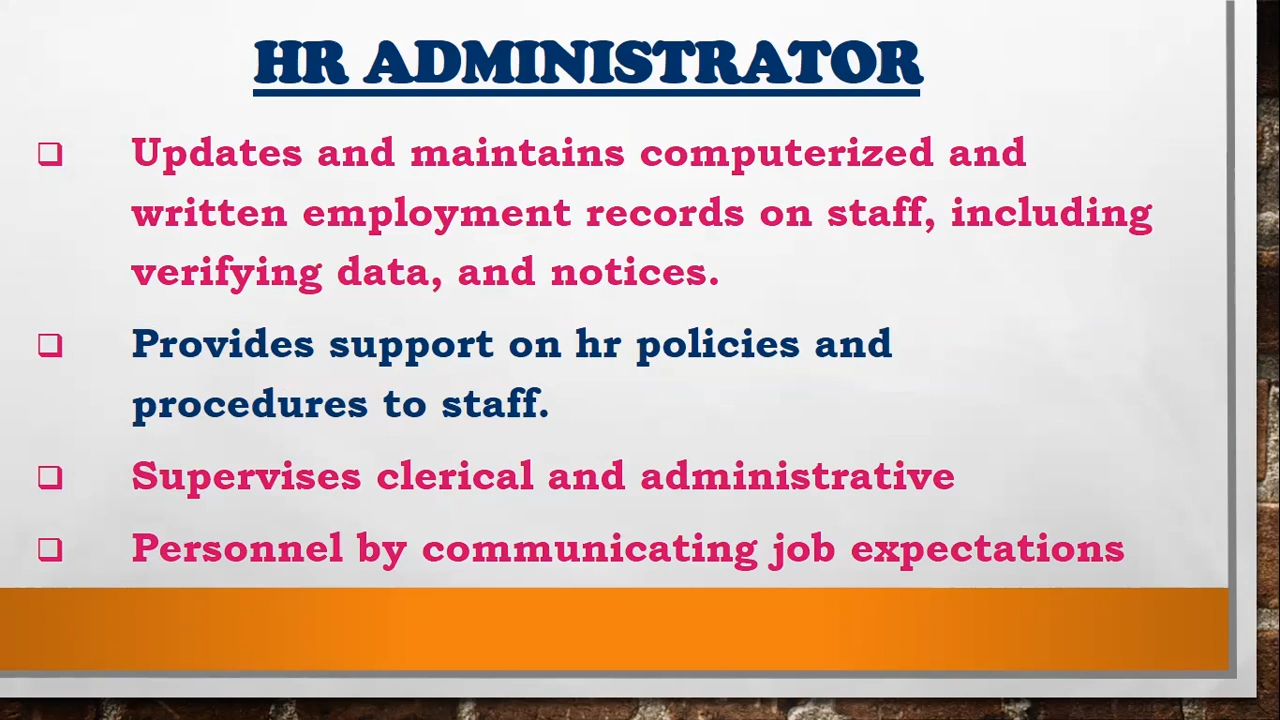 HR ADMINISTRATOR
Updates and maintains computerized and
written employment records on staff, including
verifying data, and notices.
Provides support on hr policies and
procedures to staff.
Supervises clerical and administrative
Personnel by communicating job expectations